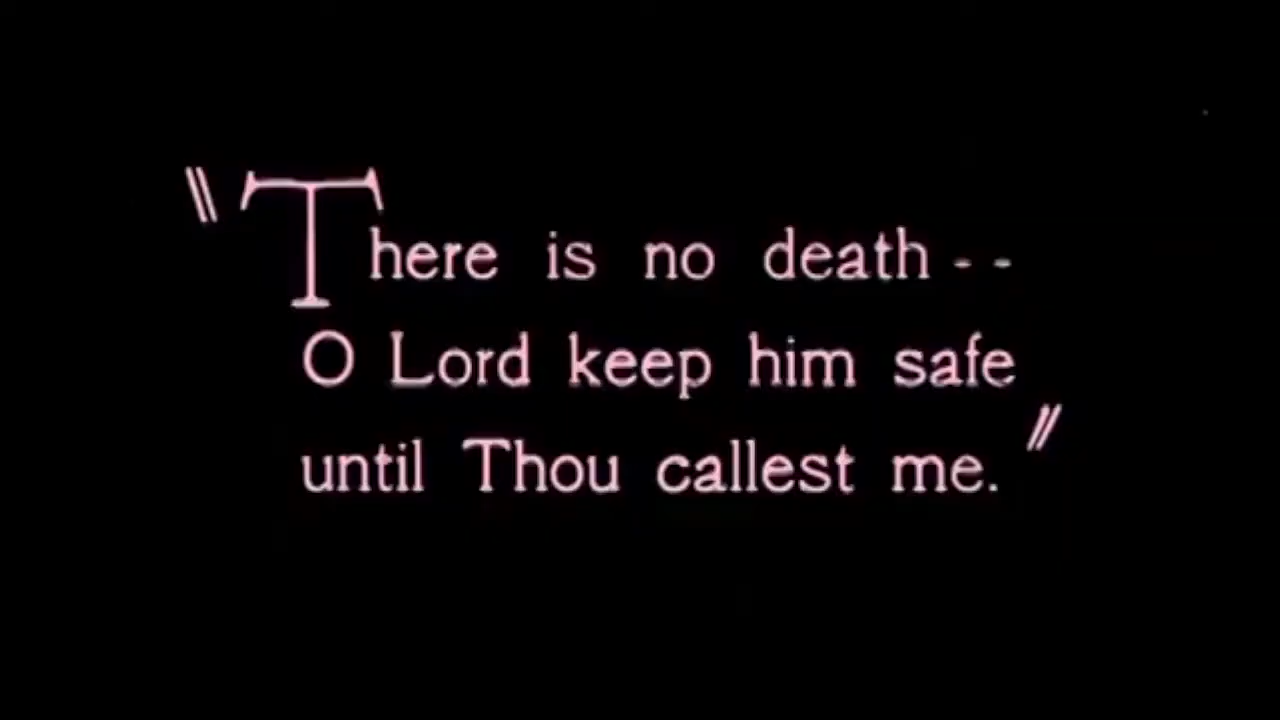 "There is no death--
O Lord keep him safe
until Thou callest me."